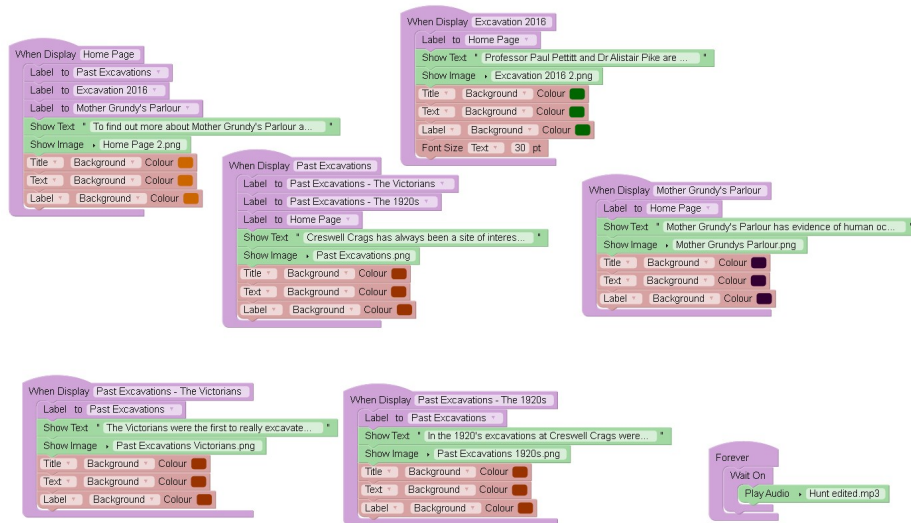 When Display Home Page
Label to Past Excavations
Label to Excavation 2016
Label to Mother Grundy's Parlour
Show Text " To find out more about Mother Grundy's Parlour a... "
Show Image Home Page 2.png
Title Background Colour
Text Background Colour
Label Background Colour
When Display Excavation 2016
Label to Home Page
Show Text " Professor Paul Pettitt and Dr Alistair Pike are ... "
Show Image Excavation 2016 2.png
Title Background Colour
Text Background Colour
Label Background Colour
Font Size Text 30 pt
When Display Past Excavations
Label to Past Excavations - The Victorians
Label to Past Excavations - The 1920s
Label to Home Page
Show Text " Creswell Crags has always been a site of interes... "
Show Image Past Excavations.png
Title Background Colour
Text Background Colour
Label Background Colour
When Display Mother Grundy's Parlour
Label to Home Page
Show Text " Mother Grundy's Parlour has evidence of human oc... "
Show Image Mother Grundys Parlour.png
Title Background Colour
Text Background Colour
Label Background Colour
When Display Past Excavations - The Victorians
Label to Past Excavations
Show Text " The Victorians were the first to really excavate... "
Show Image Past Excavations Victorians.png
Title Background Colour
Text Background Colour
Label Background Colour
When Display Past Excavations - The 1920s
Label to Past Excavations
Show Text " In the 1920's excavations at Creswell Crags were... "
Show Image Past Excavations 1920s.png
Title Background Colour
Text Background Colour
Label Background Colour
Forever
Wait On
Play Audio Hunt edited.mp3